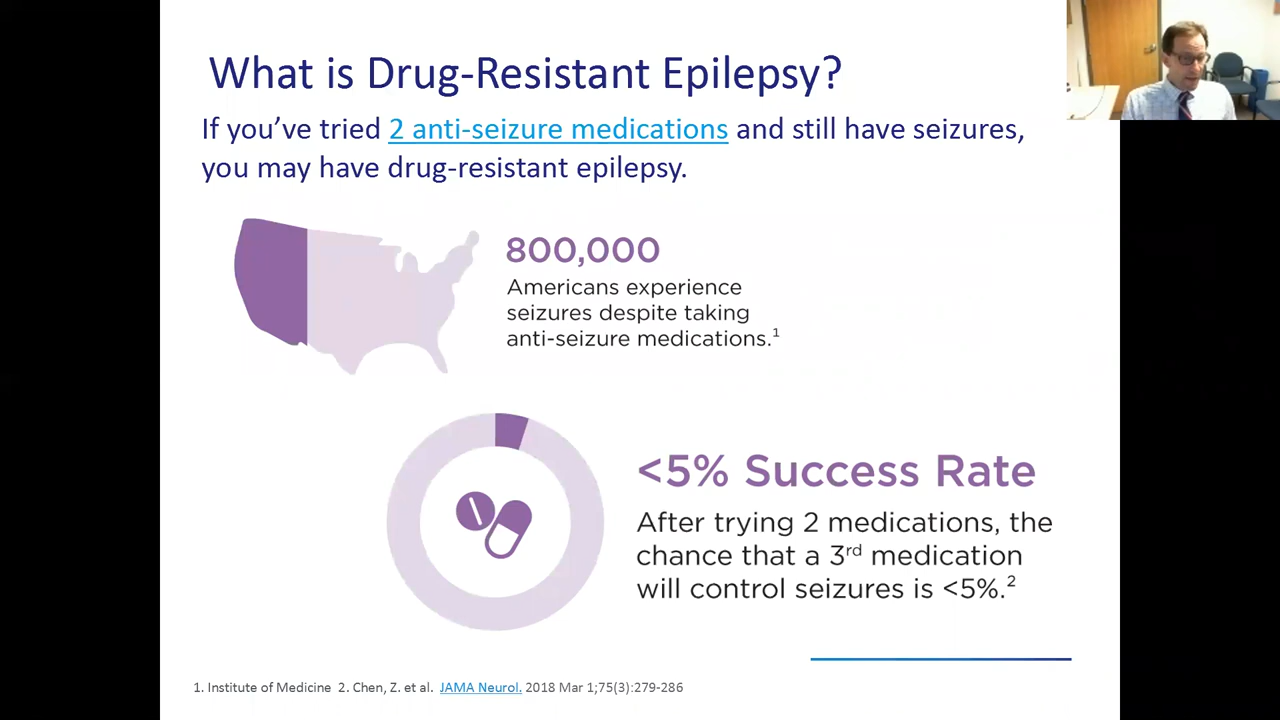 What is Drug-Resistant Epilepsy?
If you’ve tried 2 anti-seizure medications and still have seizures,
you may have drug-resistant epilepsy.
800,000
Americans experience
seizures despite taking
anti-seizure medications.¹
<5% Success Rate
After trying 2 medications, the
chance that a 3rd medication
will control seizures is <5%.²
1. Institute of Medicine 2. Chen, Z. et al. JAMA Neurol. 2018 Mar 1;75(3):279-286